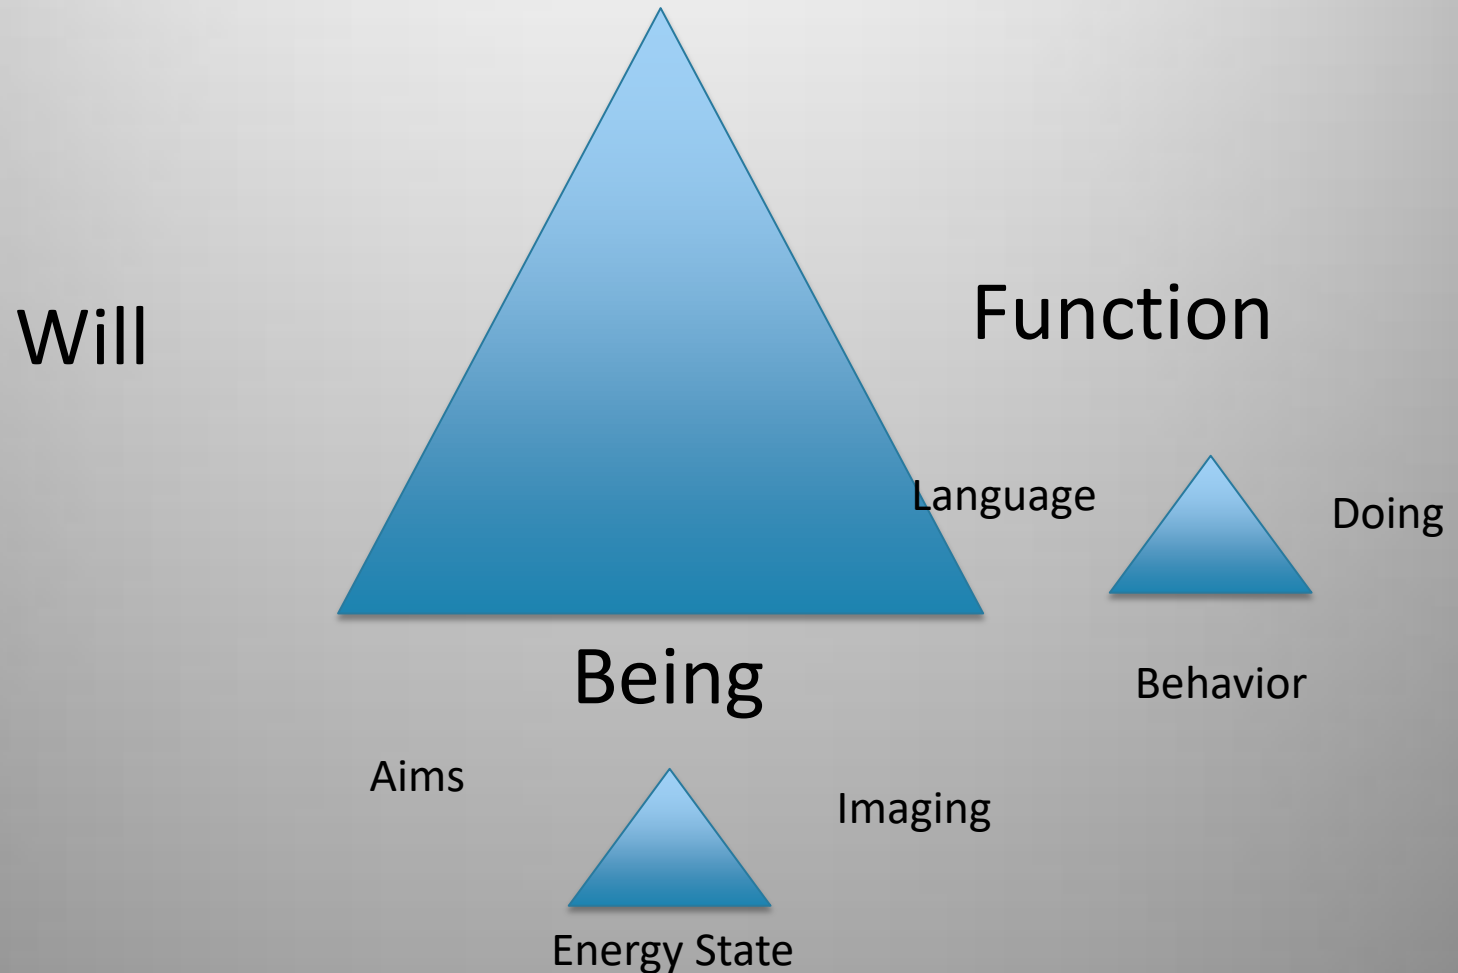 Will
Function
Language
Doing
Being
Behavior
Aims
Imaging
Energy State